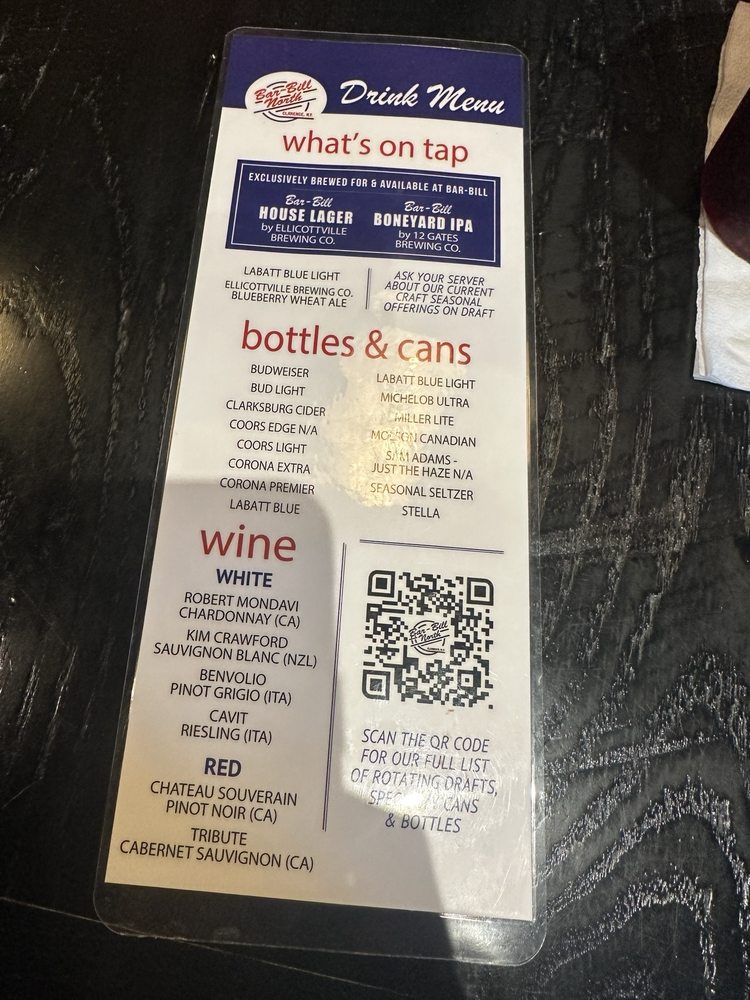 Bar-Bill
North
CLARENCE, N.Y.
Drink Menu
what's on tap
EXCLUSIVELY BREWED FOR & AVAILABLE AT BAR-BILL
Bar-Bill
HOUSE LAGER
by ELLICOTTVILLE
BREWING CO.
Bar-Bill
BONEYARD IPA
by 12 GATES
BREWING CO.
LABATT BLUE LIGHT
ELLICOTTVILLE BREWING CO.
BLUEBERRY WHEAT ALE
ASK YOUR SERVER
ABOUT OUR CURRENT
CRAFT SEASONAL
OFFERINGS ON DRAFT
bottles & cans
BUDWEISER
BUD LIGHT
CLARKSBURG CIDER
COORS EDGE N/A
COORS LIGHT
CORONA EXTRA
CORONA PREMIER
LABATT BLUE
LABATT BLUE LIGHT
MICHELOB ULTRA
MILLER LITE
MOLSON CANADIAN
SAM ADAMS -
JUST THE HAZE N/A
SEASONAL SELTZER
STELLA
wine
WHITE
ROBERT MONDAVI
CHARDONNAY (CA)
KIM CRAWFORD
SAUVIGNON BLANC (NZL)
BENVOLIO
PINOT GRIGIO (ITA)
CAVIT
RIESLING (ITA)
RED
CHATEAU SOUVERAIN
PINOT NOIR (CA)
TRIBUTE
CABERNET SAUVIGNON (CA)
Bar-Bill
North
SCAN THE QR CODE
FOR OUR FULL LIST
OF ROTATING DRAFTS,
SPECIALTY CANS
& BOTTLES